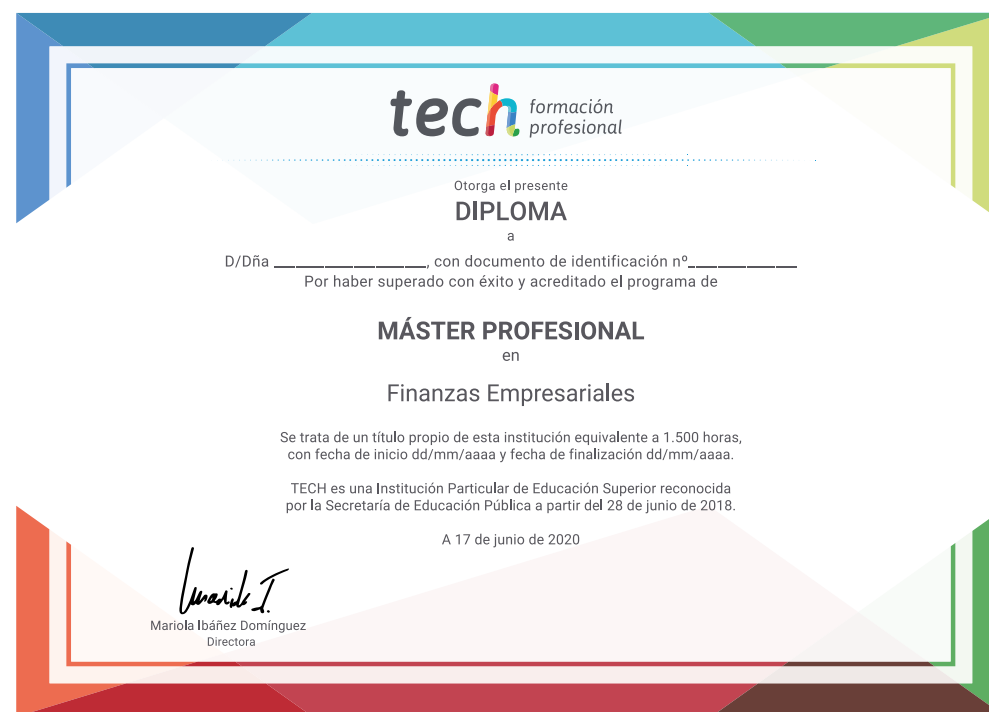 tech formación
profesional
Otorga el presente
DIPLOMA
a
D/Dña ______________, con documento de identificación nº__________
Por haber superado con éxito y acreditado el programa de
MÁSTER PROFESIONAL
en
Finanzas Empresariales
Se trata de un título propio de esta institución equivalente a 1.500 horas,
con fecha de inicio dd/mm/aaaa y fecha de finalización dd/mm/aaaa.
TECH es una Institución Particular de Educación Superior reconocida
por la Secretaría de Educación Pública a partir del 28 de junio de 2018.
A 17 de junio de 2020
Mariola Ibáñez Domínguez
Directora